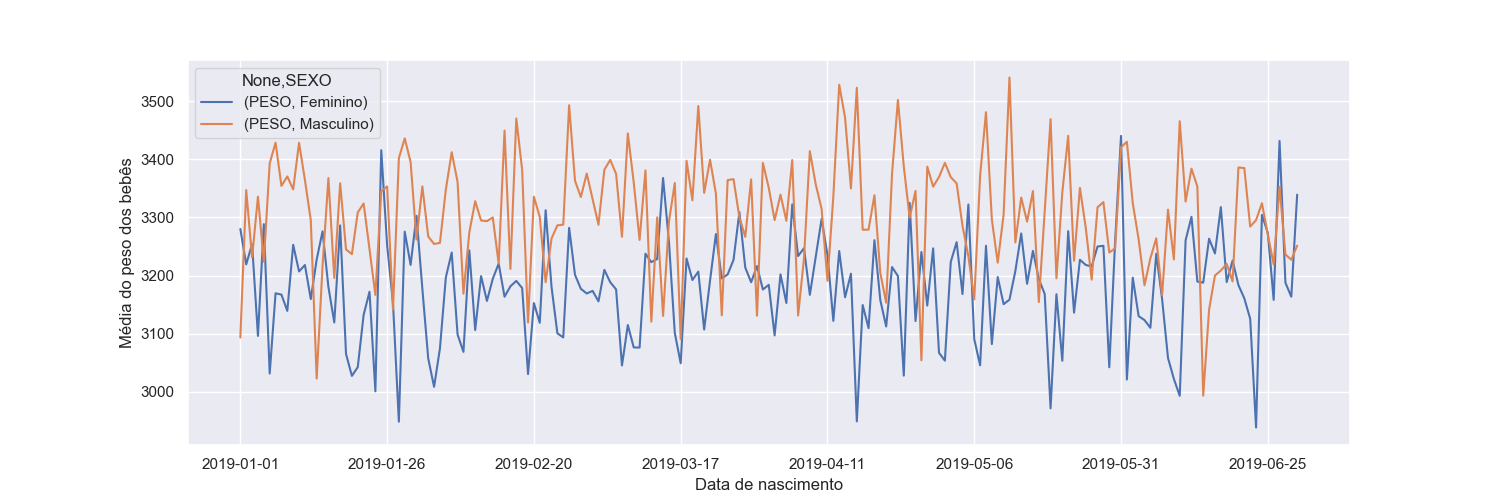 None,SEXO
(PESO, Feminino)
(PESO, Masculino)
Média do peso dos bebês
3500
3400
3300
3200
3100
3000
2019-01-01 2019-01-26 2019-02-20 2019-03-17 2019-04-11 2019-05-06 2019-05-31 2019-06-25
Data de nascimento